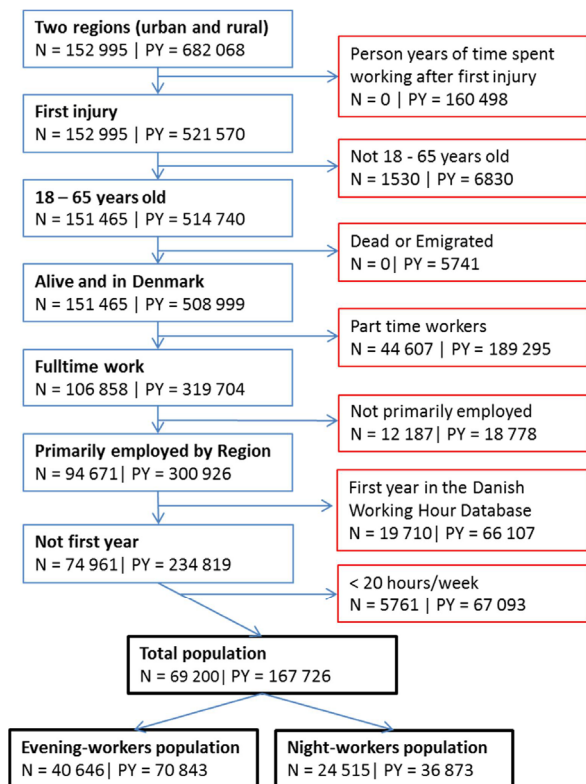 Two regions (urban and rural)
N = 152 995 | PY = 682 068
Person years of time spent
working after first injury
N = 0 | PY = 160 498
First injury
N = 152 995 | PY = 521 570
Not 18 - 65 years old
N = 1530 | PY = 6830
18 – 65 years old
N = 151 465 | PY = 514 740
Dead or Emigrated
N = 0| PY = 5741
Alive and in Denmark
N = 151 465 | PY = 508 999
Part time workers
N = 44 607 | PY = 189 295
Fulltime work
N = 106 858 | PY = 319 704
Not primarily employed
N = 12 187 | PY = 18 778
Primarily employed by Region
N = 94 671| PY = 300 926
First year in the Danish
Working Hour Database
N = 19 710| PY = 66 107
Not first year
N = 74 961| PY = 234 819
< 20 hours/week
N = 5761 | PY = 67 093
Total population
N = 69 200| PY = 167 726
Evening-workers population
N = 40 646| PY = 70 843
Night-workers population
N = 24 515| PY = 36 873